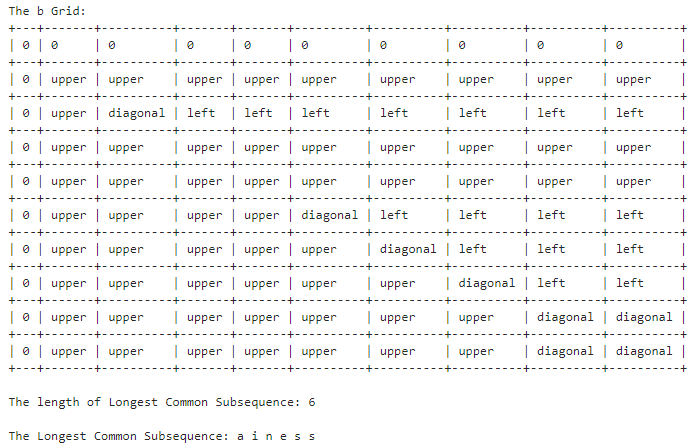 The b Grid:
+---+-------+----------+-------+-------+----------+----------+----------+----------+----------+
| 0 | 0     | 0        | 0     | 0     | 0        | 0        | 0        | 0        | 0        |
+---+-------+----------+-------+-------+----------+----------+----------+----------+----------+
| 0 | upper | upper    | upper | upper | upper    | upper    | upper    | upper    | upper    |
+---+-------+----------+-------+-------+----------+----------+----------+----------+----------+
| 0 | upper | diagonal | left  | left  | left     | left     | left     | left     | left     |
+---+-------+----------+-------+-------+----------+----------+----------+----------+----------+
| 0 | upper | upper    | upper | upper | upper    | upper    | upper    | upper    | upper    |
+---+-------+----------+-------+-------+----------+----------+----------+----------+----------+
| 0 | upper | upper    | upper | upper | upper    | upper    | upper    | upper    | upper    |
+---+-------+----------+-------+-------+----------+----------+----------+----------+----------+
| 0 | upper | upper    | upper | upper | diagonal | left     | left     | left     | left     |
+---+-------+----------+-------+-------+----------+----------+----------+----------+----------+
| 0 | upper | upper    | upper | upper | upper    | diagonal | left     | left     | left     |
+---+-------+----------+-------+-------+----------+----------+----------+----------+----------+
| 0 | upper | upper    | upper | upper | upper    | upper    | diagonal | left     | left     |
+---+-------+----------+-------+-------+----------+----------+----------+----------+----------+
| 0 | upper | upper    | upper | upper | upper    | upper    | upper    | diagonal | diagonal |
+---+-------+----------+-------+-------+----------+----------+----------+----------+----------+
| 0 | upper | upper    | upper | upper | upper    | upper    | upper    | diagonal | diagonal |
+---+-------+----------+-------+-------+----------+----------+----------+----------+----------+
The length of Longest Common Subsequence: 6
The Longest Common Subsequence: a i n e s s